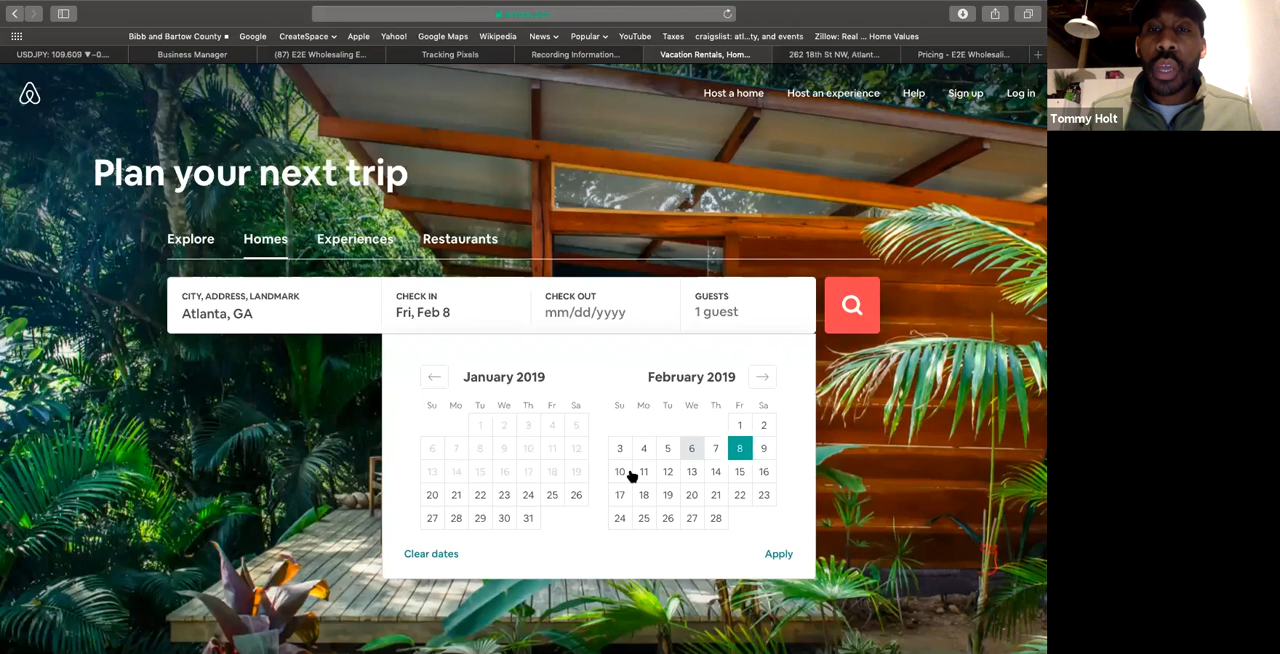 Bibb and Bartow County
Google
CreateSpace
Apple
Yahoo!
Google Maps
Wikipedia
News
Popular
YouTube
Taxes
craigslist: atl...ty, and events
Zillow: Real ... Home Values
USDJPY: 109.609 ▼−0....
Business Manager
(87) E2E Wholesaling E...
Tracking Pixels
Recording Information...
Vacation Rentals, Hom...
262 18th St NW, Atlant...
Pricing - E2E Wholesali...
Tommy Holt
Host a home
Host an experience
Help
Sign up
Log in
Plan your next trip
Explore
Homes
Experiences
Restaurants
CITY, ADDRESS, LANDMARK
Atlanta, GA
CHECK IN
Fri, Feb 8
CHECK OUT
mm/dd/yyyy
GUESTS
1 guest
← January 2019
Su Mo Tu We Th Fr Sa
1 2 3 4 5
6 7 8 9 10 11 12
13 14 15 16 17 18 19
20 21 22 23 24 25 26
27 28 29 30 31
February 2019 →
Su Mo Tu We Th Fr Sa
1 2
3 4 5 6 7 8 9
10 11 12 13 14 15 16
17 18 19 20 21 22 23
24 25 26 27 28
Clear dates
Apply